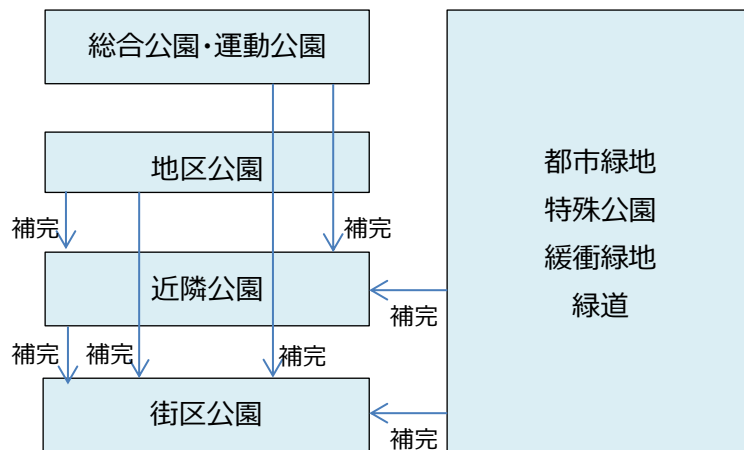 総合公園・運動公園
地区公園
補完
補完
近隣公園
補完
補完
補完
補完
街区公園
補完
都市緑地
特殊公園
緩衝緑地
緑道